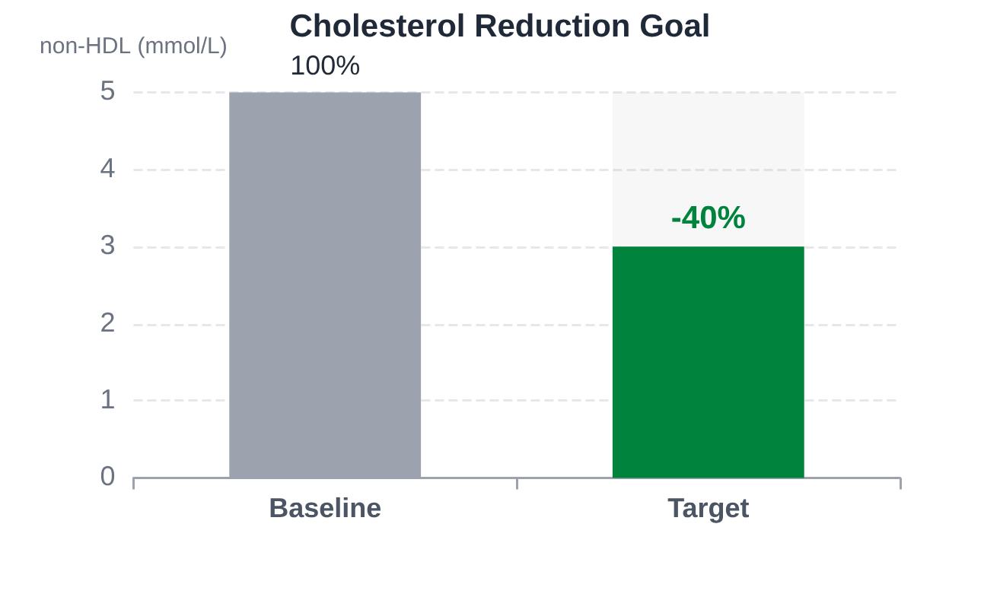 Cholesterol Reduction Goal
non-HDL (mmol/L)
100%
5
4
-40%
3
2
1
0
Baseline
Target